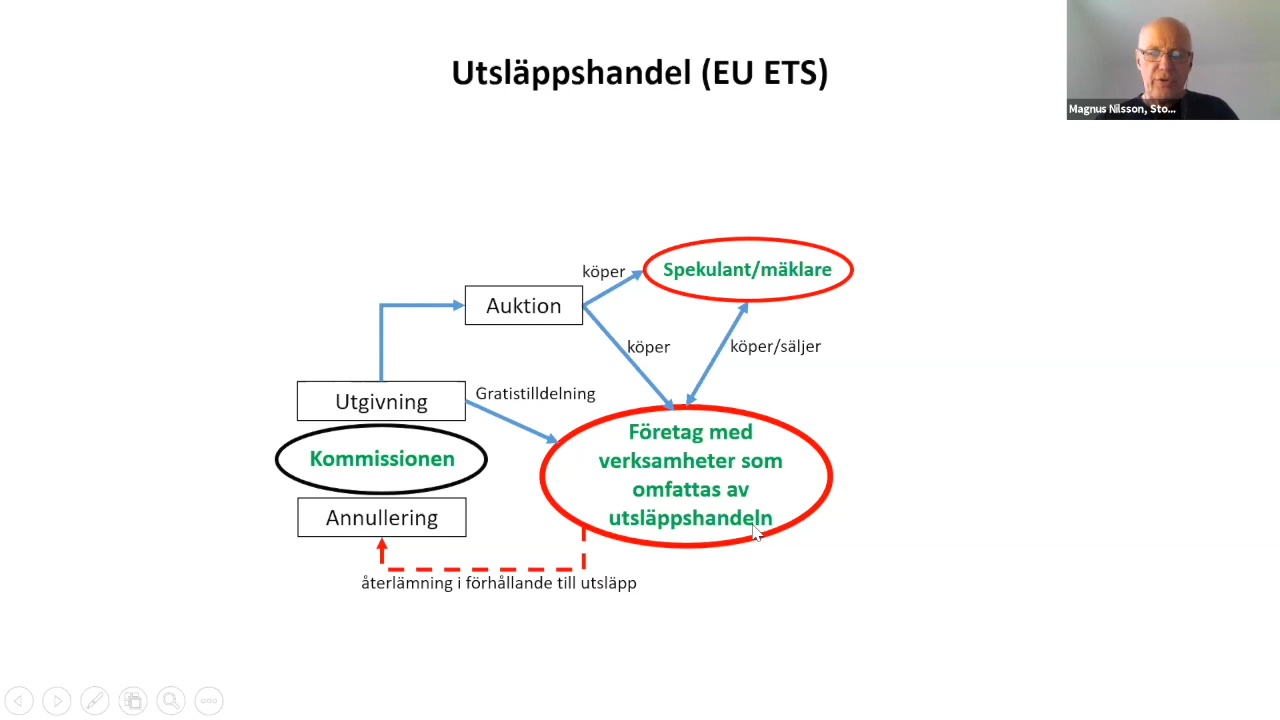 Utsläppshandel (EU ETS)
Magnus Nilsson, Sto...
köper
Spekulant/mäklare
Auktion
köper
köper/säljer
Utgivning
Gratistilldelning
Kommissionen
Företag med
verksamheter som
omfattas av
utsläppshandeln
Annullering
återlämning i förhållande till utsläpp